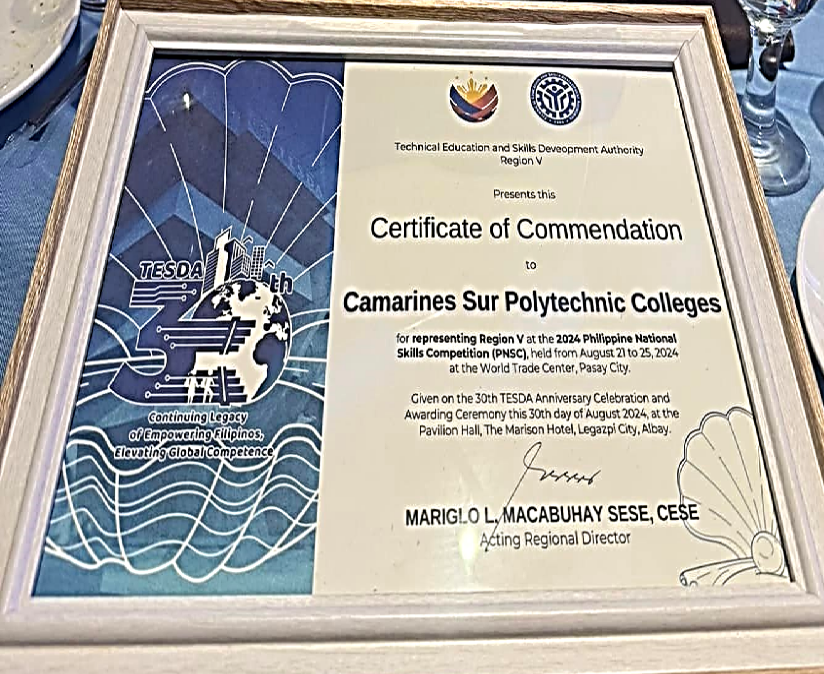 TESDA
30th
Continuing Legacy
of Empowering Filipinos,
Elevating Global Competence
Technical Education and Skills Deveopment Authority
Region V
Presents this
Certificate of Commendation
to
Camarines Sur Polytechnic Colleges
for representing Region V at the 2024 Philippine National
Skills Competition (PNSC), held from August 21 to 25, 2024
at the World Trade Center, Pasay City.
Given on the 30th TESDA Anniversary Celebration and
Awarding Ceremony this 30th day of August 2024, at the
Pavilion Hall, The Marison Hotel, Legazpi City, Albay.
MARIGLO L. MACABUHAY SESE, CESE
Acting Regional Director